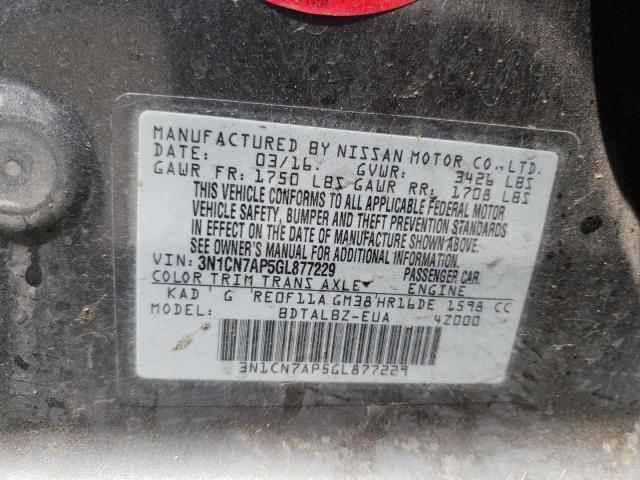 MANUFACTURED BY NISSAN MOTOR CO., LTD.
DATE: 03/16. GVWR: 3426 LBS
GAWR FR: 1750 LBS GAWR RR: 1708 LBS
THIS VEHICLE CONFORMS TO ALL APPLICABLE FEDERAL MOTOR
VEHICLE SAFETY, BUMPER AND THEFT PREVENTION STANDARDS
IN EFFECT ON THE DATE OF MANUFACTURE SHOWN ABOVE.
SEE OWNER'S MANUAL FOR ADDITIONAL INFORMATION.
VIN: 3N1CN7AP5GL877229 PASSENGER CAR.
COLOR TRIM TRANS AXLE ENGINE
KAD G RE0F11A GM38 HR16DE 1598 CC
MODEL: BDTALBZ-EUA 4Z000
3N1CN7AP5GL877229